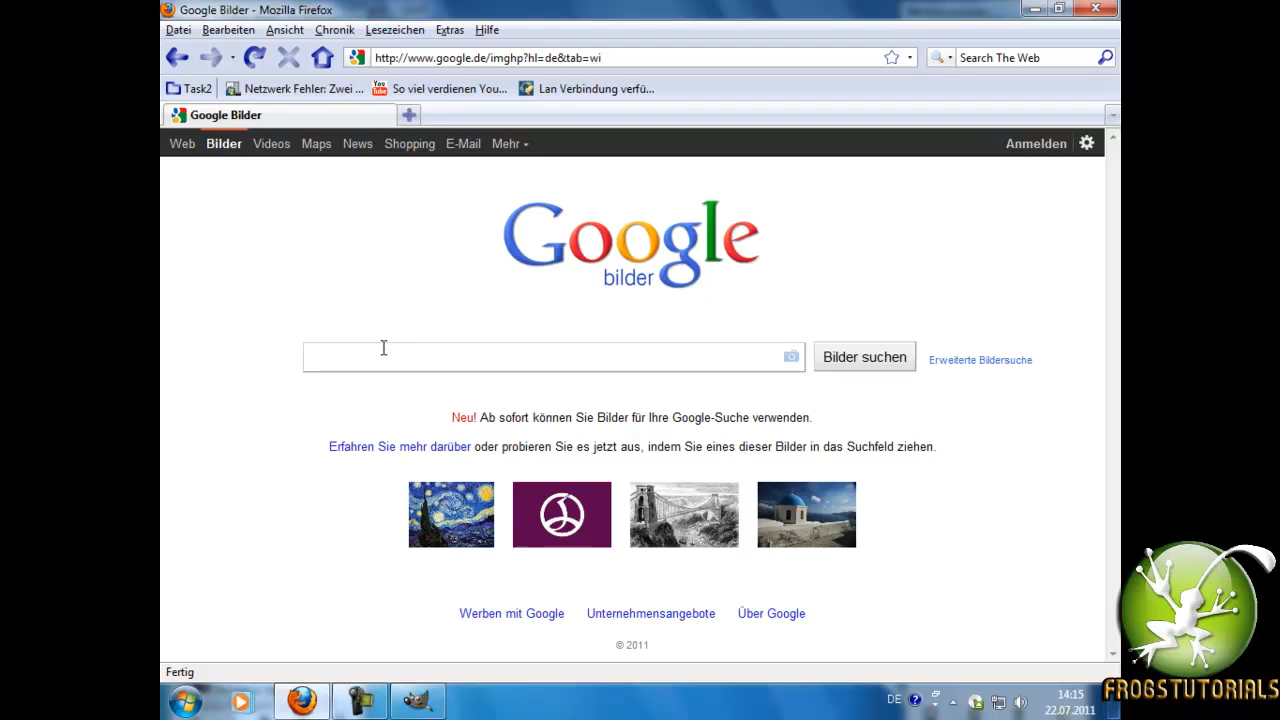 Google Bilder - Mozilla Firefox
Datei Bearbeiten Ansicht Chronik Lesezeichen Extras Hilfe
http://www.google.de/imghp?hl=de&tab=wi
Search The Web
Task2 Netzwerk Fehler: Zwei ... You Tube So viel verdienen You... Lan Verbindung verfü...
Google Bilder
Web Bilder Videos Maps News Shopping E-Mail Mehr
Anmelden
Google
bilder
Bilder suchen
Erweiterte Bildersuche
Neu! Ab sofort können Sie Bilder für Ihre Google-Suche verwenden.
Erfahren Sie mehr darüber oder probieren Sie es jetzt aus, indem Sie eines dieser Bilder in das Suchfeld ziehen.
Werben mit Google Unternehmensangebote Über Google
© 2011
Fertig
DE
14:15
22.07.2011
FROGSTUTORIALS